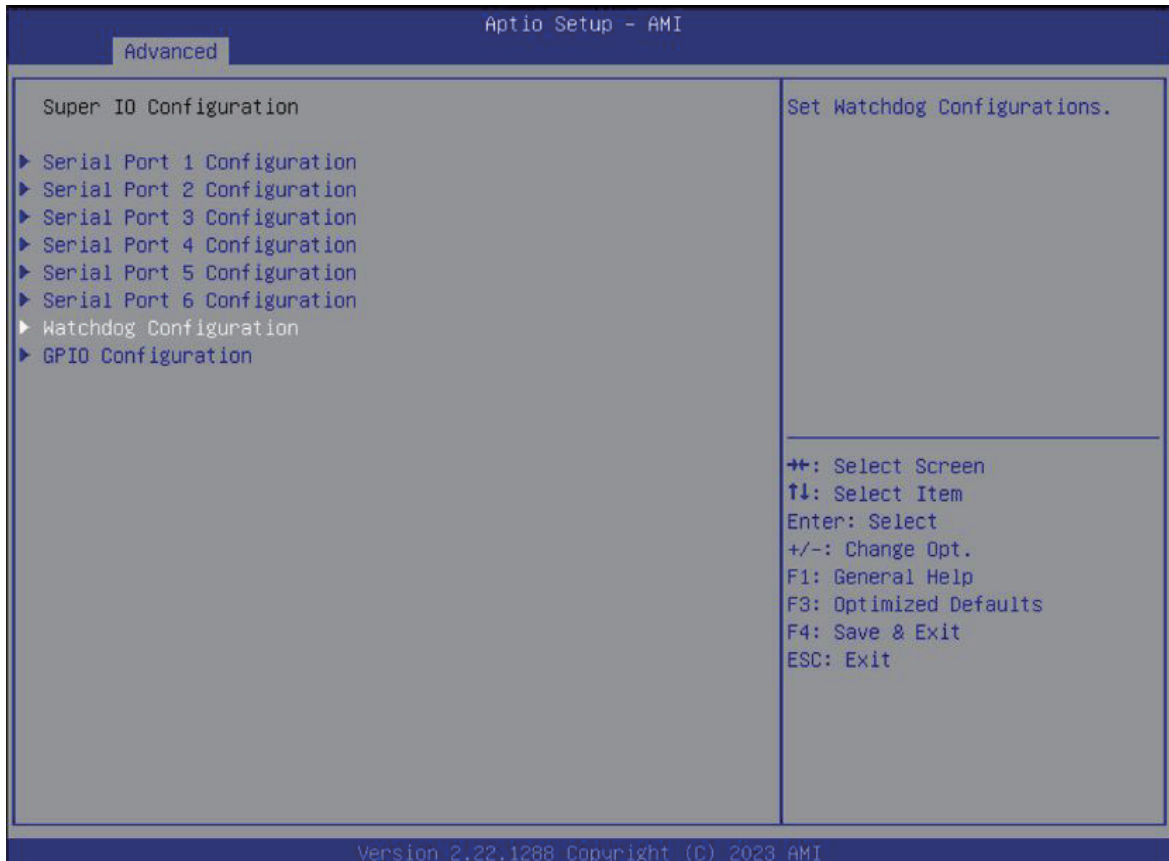 Aptio Setup – AMI
Advanced
Super IO Configuration
▶ Serial Port 1 Configuration
▶ Serial Port 2 Configuration
▶ Serial Port 3 Configuration
▶ Serial Port 4 Configuration
▶ Serial Port 5 Configuration
▶ Serial Port 6 Configuration
▶ Watchdog Configuration
▶ GPIO Configuration
Set Watchdog Configurations.
→←: Select Screen
↑↓: Select Item
Enter: Select
+/-: Change Opt.
F1: General Help
F3: Optimized Defaults
F4: Save & Exit
ESC: Exit
Version 2.22.1288 Copyright (C) 2023 AMI